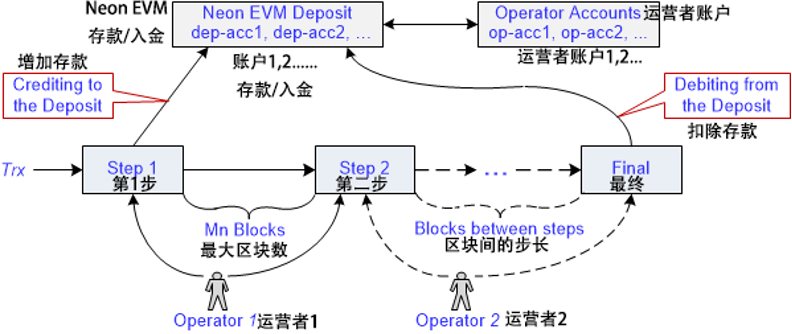 Neon EVM
存款/入金
Neon EVM Deposit
dep-acc1, dep-acc2, ...
账户1,2......
存款/入金
Operator Accounts
op-acc1, op-acc2, ...
运营者账户
运营者账户1,2...
增加存款
Crediting to
the Deposit
Debiting from
the Deposit
扣除存款
Trx
Step 1
第1步
Step 2
第二步
...
Final
最终
Mn Blocks
最大区块数
Blocks between steps
区块间的步长
Operator 1运营者1
Operator 2 运营者2